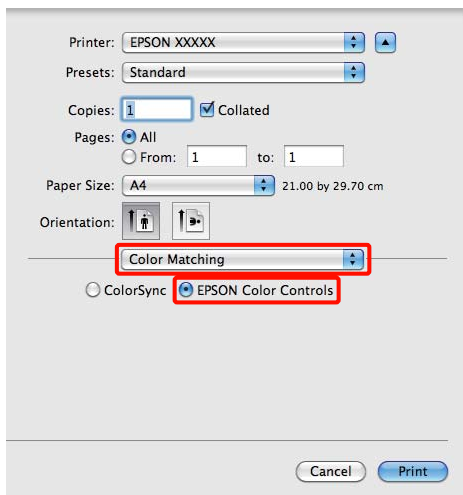 Printer: EPSON XXXXX
Presets: Standard
Copies: 1 Collated
Pages: All
From: 1 to: 1
Paper Size: A4 21.00 by 29.70 cm
Orientation:
Color Matching
ColorSync EPSON Color Controls
Cancel Print